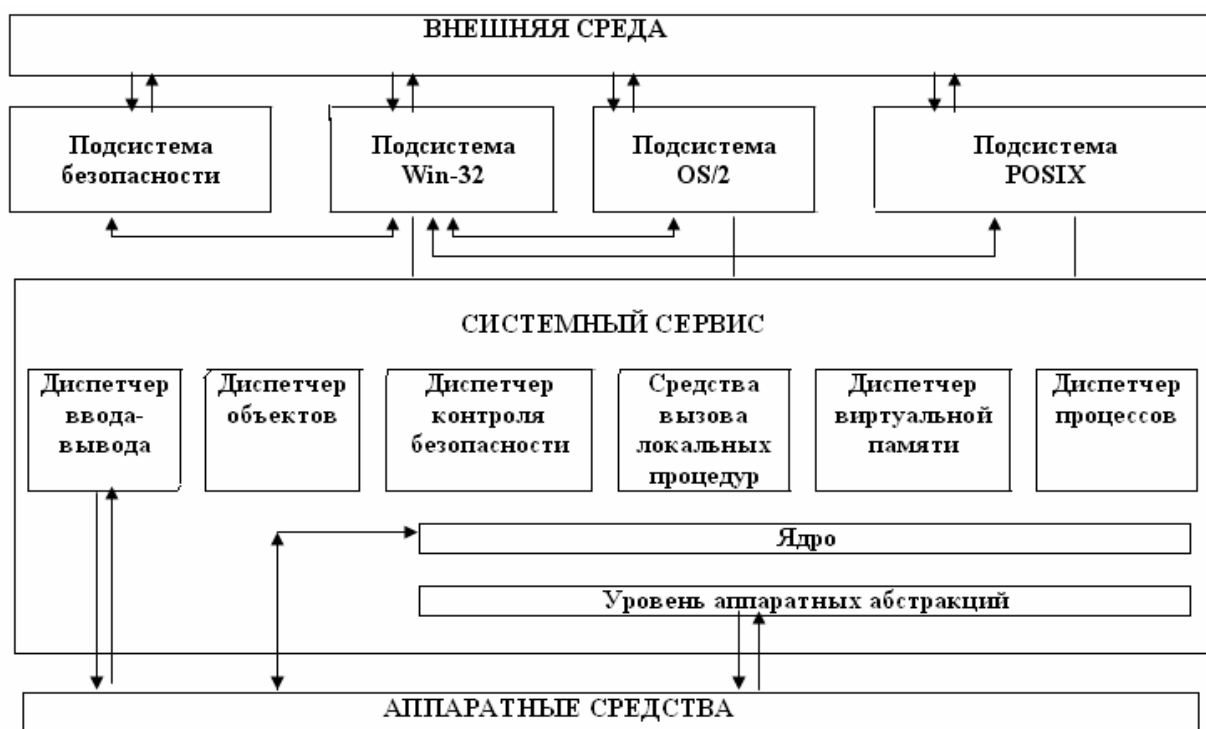 ВНЕШНЯЯ СРЕДА
Подсистема
безопасности
Подсистема
Win-32
Подсистема
OS/2
Подсистема
POSIX
СИСТЕМНЫЙ СЕРВИС
Диспетчер
ввода-
вывода
Диспетчер
объектов
Диспетчер
контроля
безопасности
Средства
вызова
локальных
процедур
Диспетчер
виртуальной
памяти
Диспетчер
процессов
Ядро
Уровень аппаратных абстракций
АППАРАТНЫЕ СРЕДСТВА